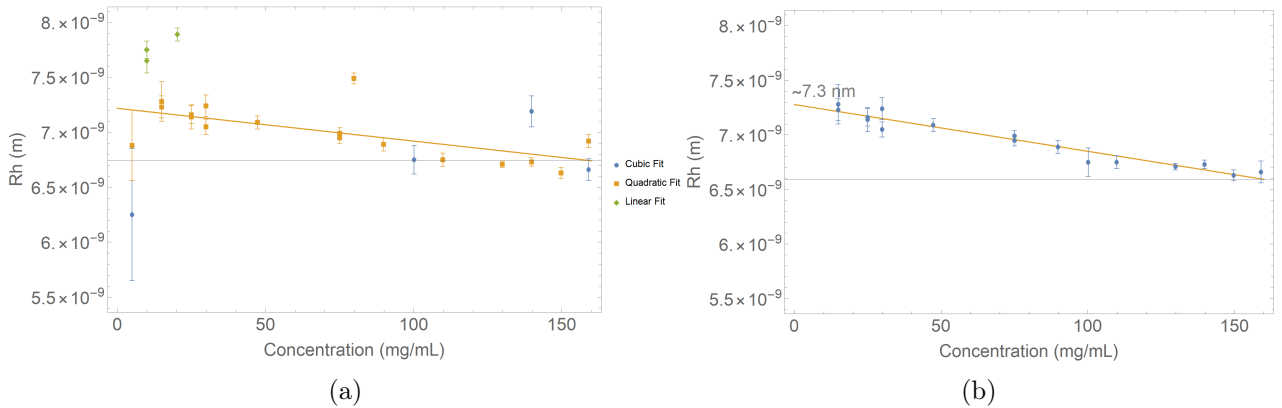 8.×10⁻⁹
7.5×10⁻⁹
7.×10⁻⁹
6.5×10⁻⁹
6.×10⁻⁹
5.5×10⁻⁹
Rh (m)
0 50 100 150
Concentration (mg/mL)
Cubic Fit
Quadratic Fit
Linear Fit
(a)
8.×10⁻⁹
7.5×10⁻⁹
~7.3 nm
7.×10⁻⁹
6.5×10⁻⁹
6.×10⁻⁹
5.5×10⁻⁹
Rh (m)
0 50 100 150
Concentration (mg/mL)
(b)